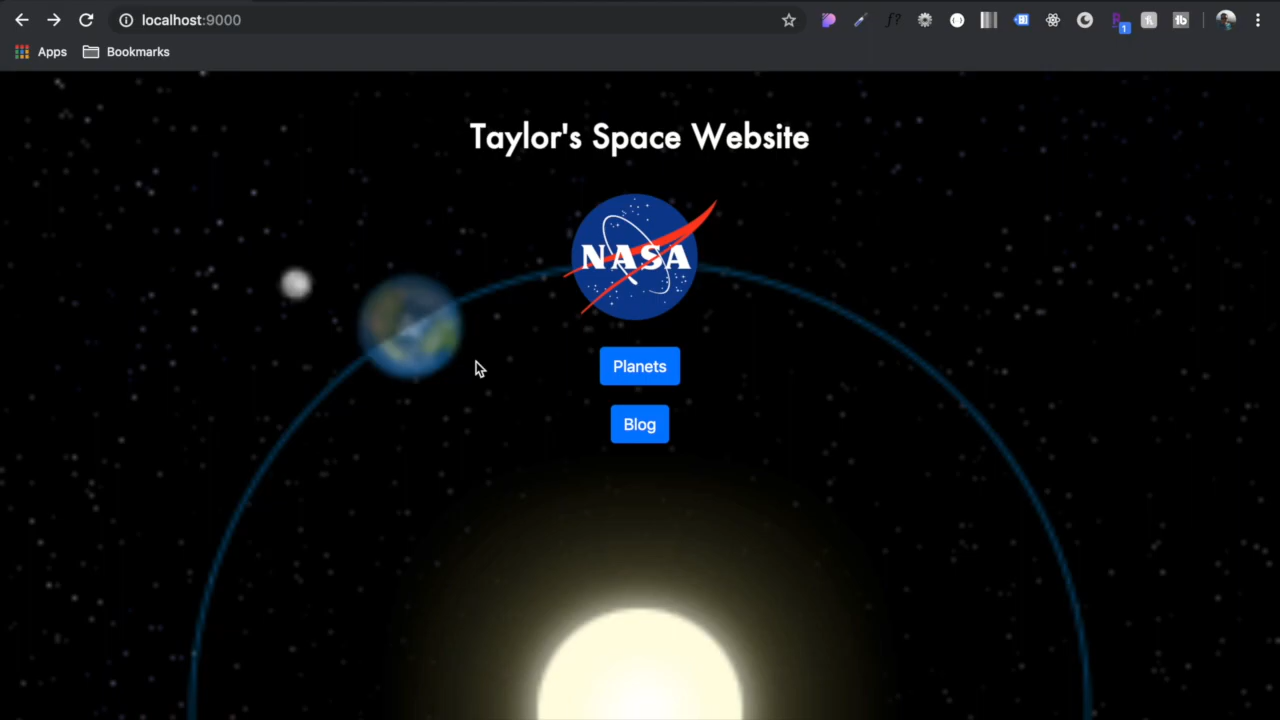 localhost:9000
Apps
Bookmarks
Taylor's Space Website
NASA
Planets
Blog